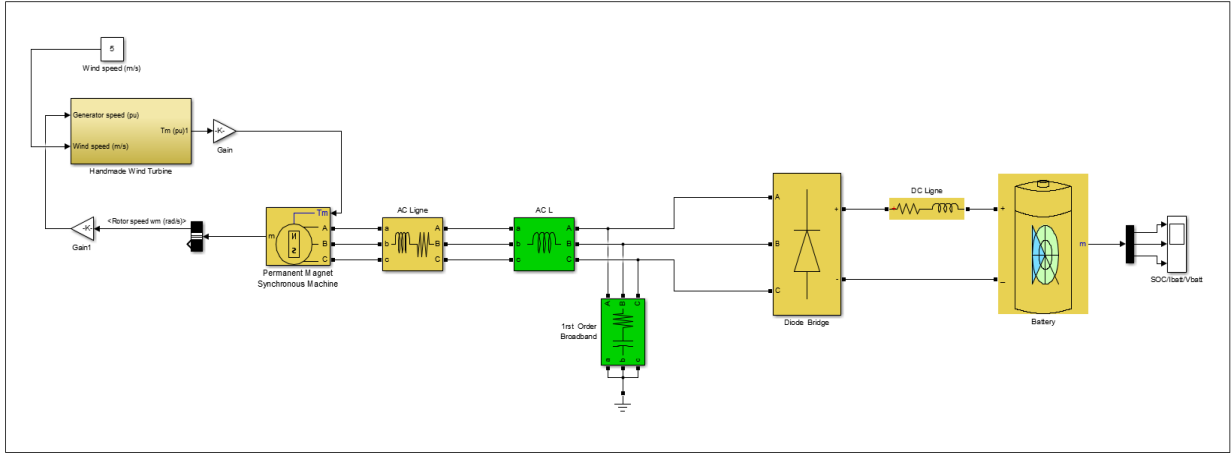 5
Wind speed (m/s)
Generator speed (pu)
Tm (pu)1
Wind speed (m/s)
Handmade Wind Turbine
-K-
Gain
<Rotor speed wm (rad/s)>
-K-
Gain1
Tm
m
A
B
C
N
S
Permanent Magnet
Synchronous Machine
AC Ligne
a
b
c
A
B
C
AC L
a
b
c
A
B
C
A
B
C
1rst Order
Broadband
a
b
c
A
B
C
+
-
Diode Bridge
DC Ligne
+
_
m
Battery
SOC/Ibatt/Vbatt